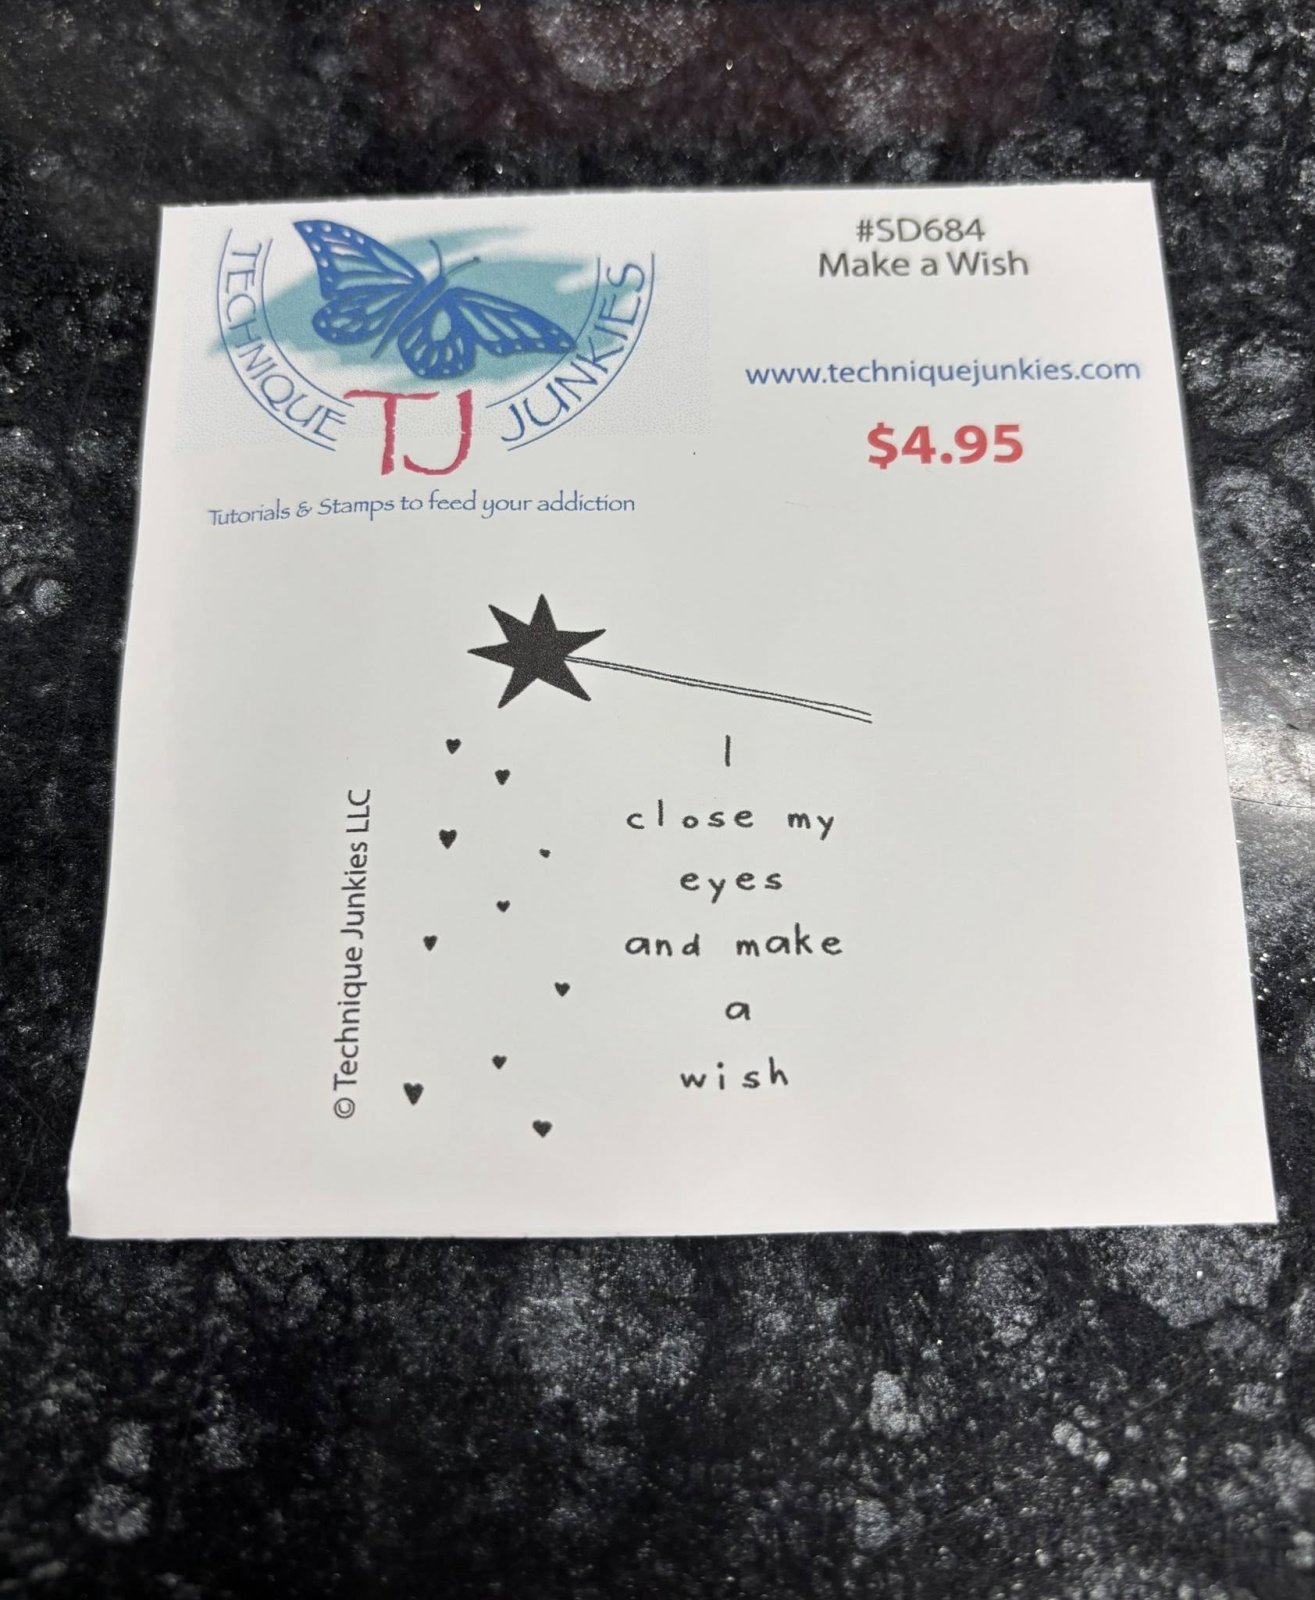 TECHNIQUE JUNKIES
TJ
Tutorials & Stamps to feed your addiction
#SD684
Make a Wish
www.techniquejunkies.com
$4.95
© Technique Junkies LLC
I
close my
eyes
and make
a
wish